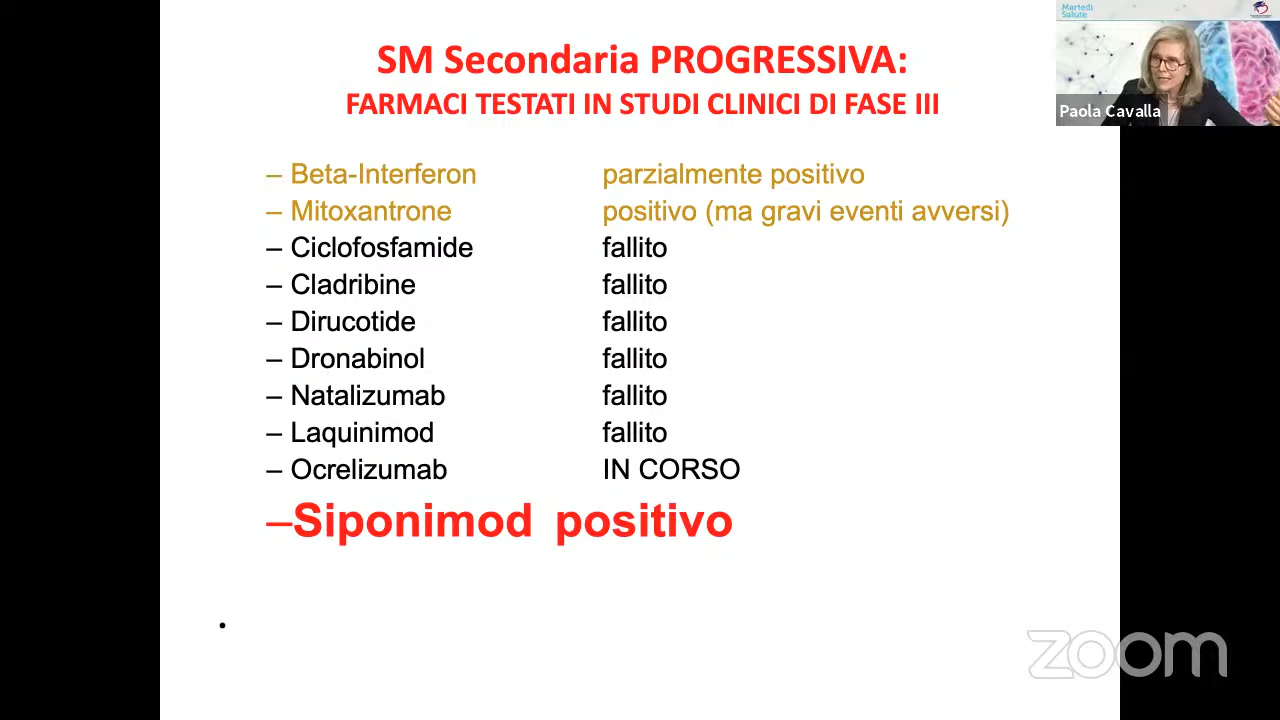 SM Secondaria PROGRESSIVA:
FARMACI TESTATI IN STUDI CLINICI DI FASE III
– Beta-Interferon parzialmente positivo
– Mitoxantrone positivo (ma gravi eventi avversi)
– Ciclofosfamide fallito
– Cladribine fallito
– Dirucotide fallito
– Dronabinol fallito
– Natalizumab fallito
– Laquinimod fallito
– Ocrelizumab IN CORSO
–Siponimod positivo
•
Martedì
Salute
Paola Cavalla
zoom